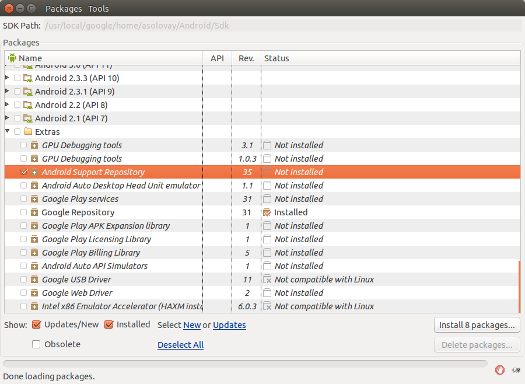 Packages Tools
SDK Path: /usr/local/google/home/asolovay/Android/Sdk
Packages
Name API Rev. Status
Android 3.0 (API 11)
Android 2.3.3 (API 10)
Android 2.3.1 (API 9)
Android 2.2 (API 8)
Android 2.1 (API 7)
Extras
GPU Debugging tools 3.1 Not installed
GPU Debugging tools 1.0.3 Not installed
Android Support Repository 35 Not installed
Android Auto Desktop Head Unit emulator 1.1 Not installed
Google Play services 31 Not installed
Google Repository 31 Installed
Google Play APK Expansion library 1 Not installed
Google Play Licensing Library 1 Not installed
Google Play Billing Library 5 Not installed
Android Auto API Simulators 1 Not installed
Google USB Driver 11 Not compatible with Linux
Google Web Driver 2 Not installed
Intel x86 Emulator Accelerator (HAXM insta 6.0.3 Not compatible with Linux
Show: Updates/New Installed Select New or Updates Install 8 packages...
Obsolete Deselect All Delete packages...
Done loading packages.